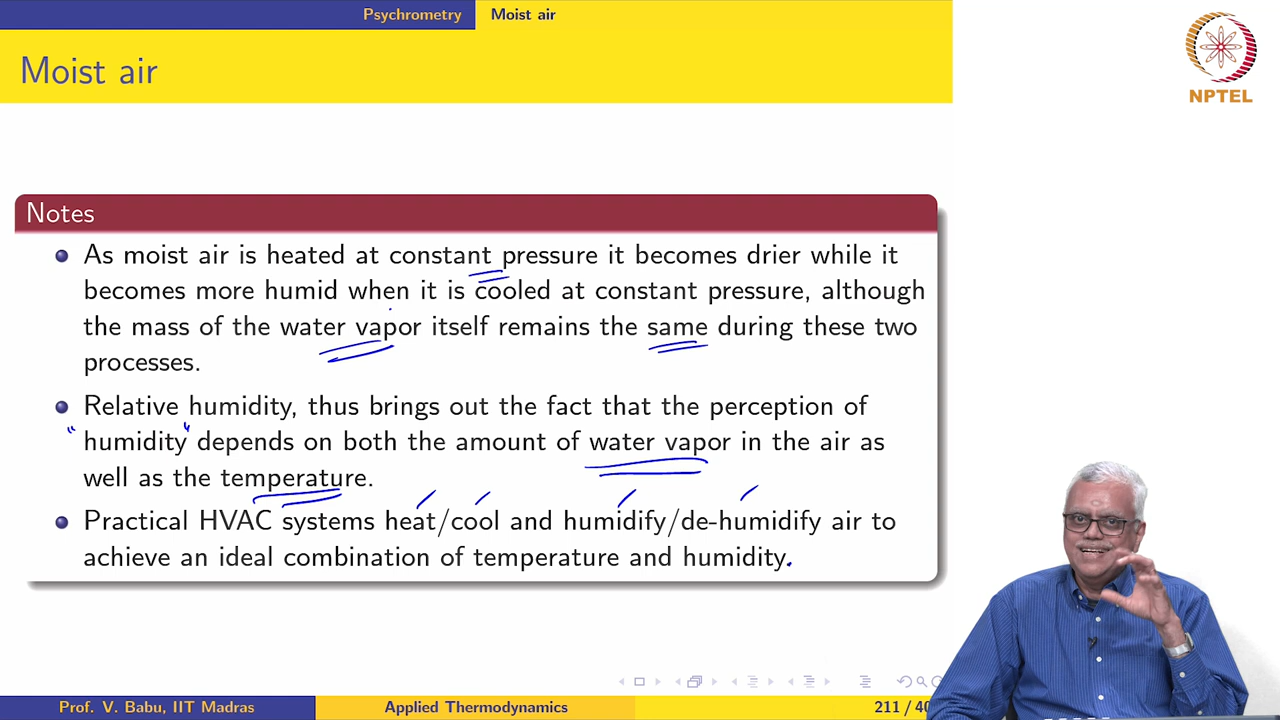 Psychrometry Moist air
Moist air
NPTEL
Notes
As moist air is heated at constant pressure it becomes drier while it
becomes more humid when it is cooled at constant pressure, although
the mass of the water vapor itself remains the same during these two
processes.
Relative humidity, thus brings out the fact that the perception of
"humidity" depends on both the amount of water vapor in the air as
well as the temperature.
Practical HVAC systems heat/cool and humidify/de-humidify air to
achieve an ideal combination of temperature and humidity.
Prof. V. Babu, IIT Madras Applied Thermodynamics 211 / 40